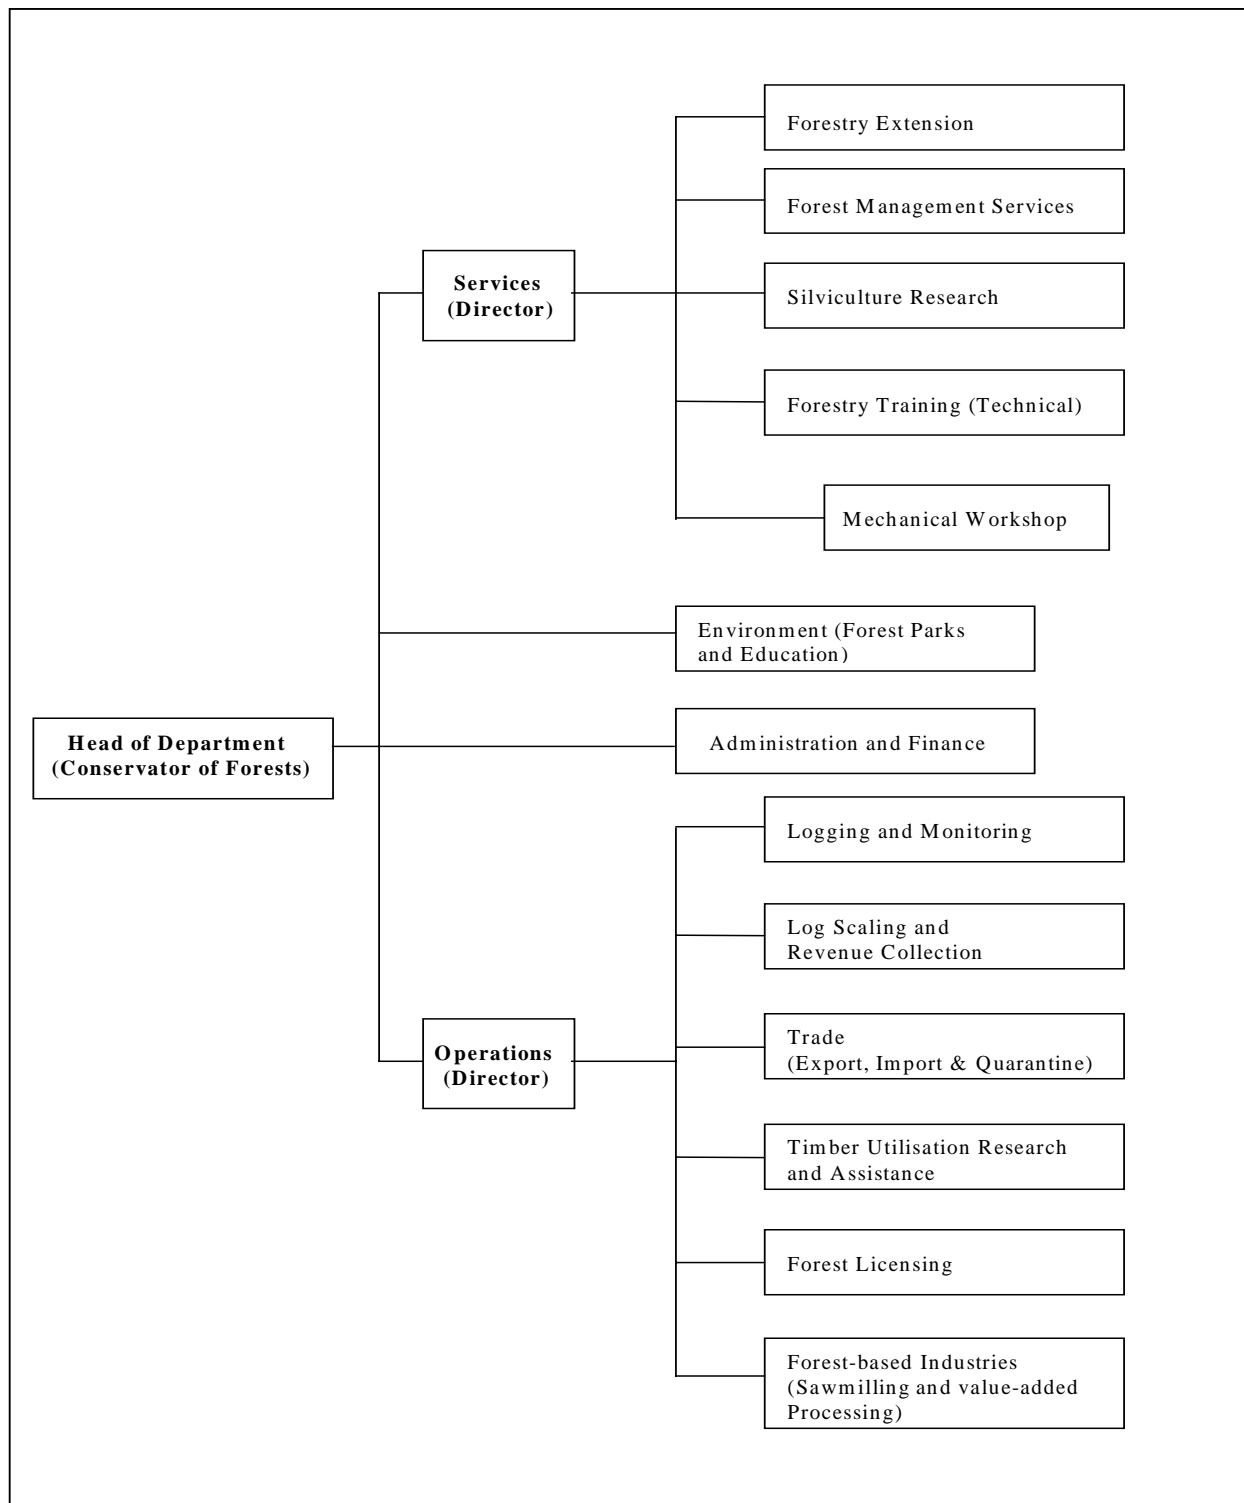 Forestry Extension
Forest Management Services
Services
(Director)
Silviculture Research
Forestry Training (Technical)
Mechanical Workshop
Environment (Forest Parks
and Education)
Head of Department
(Conservator of Forests)
Administration and Finance
Logging and Monitoring
Log Scaling and
Revenue Collection
Operations
(Director)
Trade
(Export, Import & Quarantine)
Timber Utilisation Research
and Assistance
Forest Licensing
Forest-based Industries
(Sawmilling and value-added
Processing)